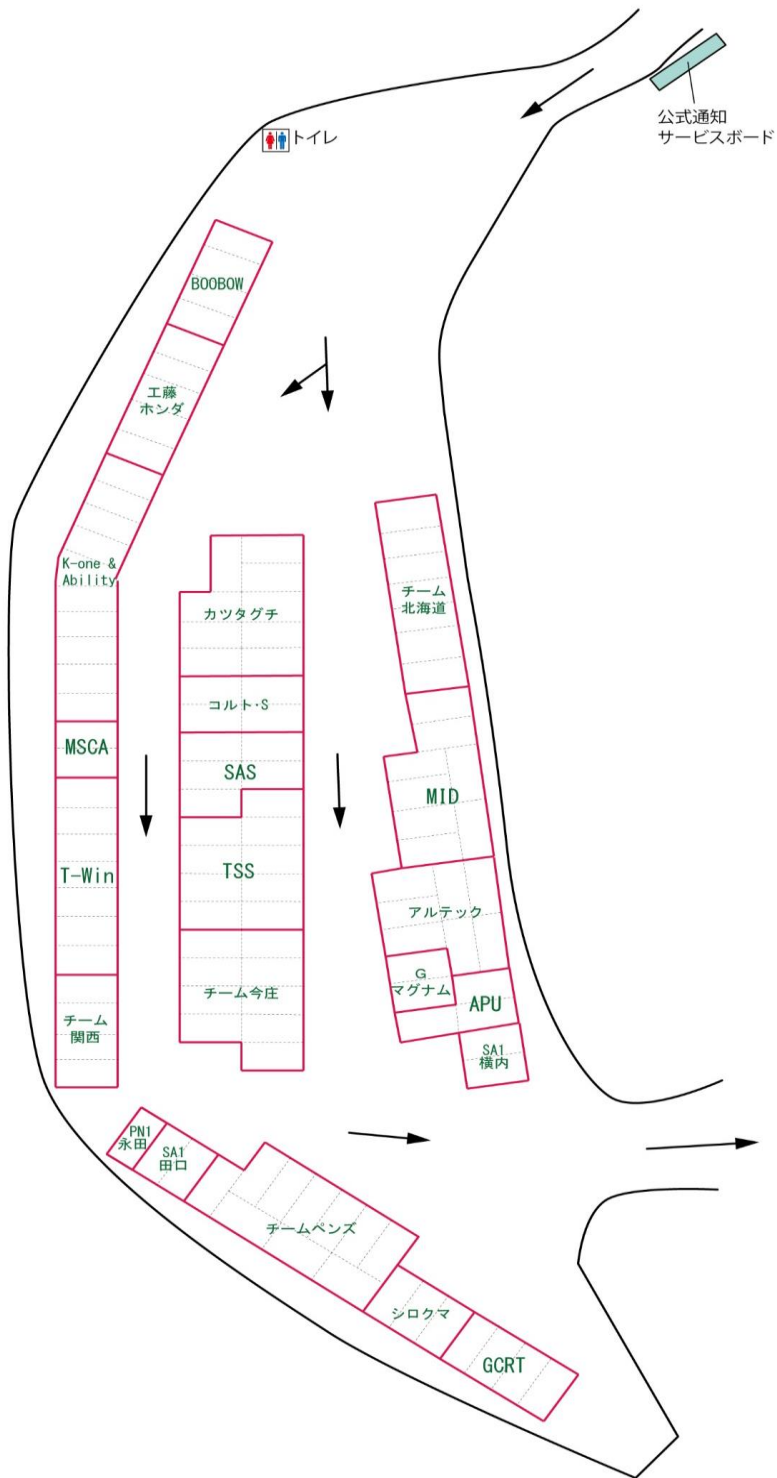 公式通知
サービスボード
トイレ
BOOBOW
工藤
ホンダ
K-one &
Ability
MSCA
T-Win
チーム
関西
カツタグチ
コルト・S
SAS
TSS
チーム今庄
チーム
北海道
MID
アルテック
G
マグナム
APU
SA1
横内
PN1
永田
SA1
田口
チームペンズ
シロクマ
GCRT